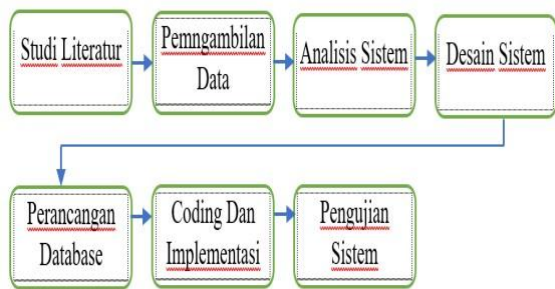 Studi Literatur
Pemngambilan
Data
Analisis Sistem
Desain Sistem
Perancangan
Database
Coding Dan
Implementasi
Pengujian
Sistem